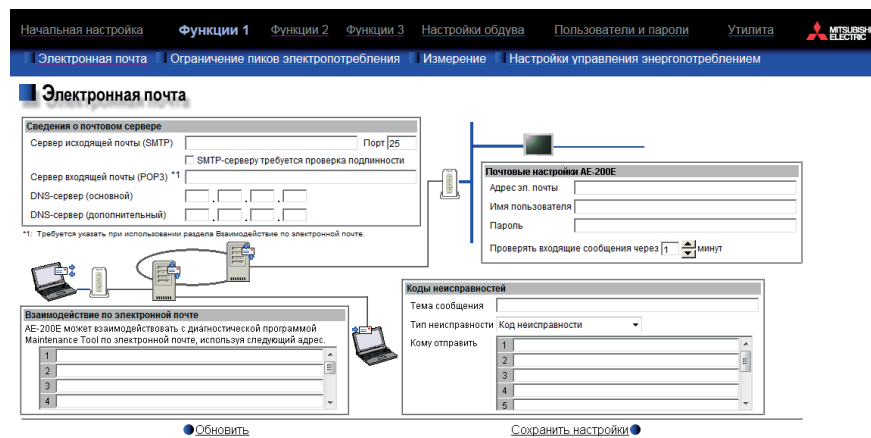 Начальная настройка Функции 1 Функции 2 Функции 3 Настройки обдува Пользователи и пароли Утилита MITSUBISHI ELECTRIC
Электронная почта Ограничение пиков электропотребления Измерение Настройки управления энергопотреблением
Электронная почта
Сведения о почтовом сервере
Сервер исходящей почты (SMTP) Порт 25
SMTP-серверу требуется проверка подлинности
Сервер входящей почты (POP3) *1
DNS-сервер (основной) . . .
DNS-сервер (дополнительный) . . .
*1: Требуется указать при использовании раздела Взаимодействие по электронной почте.
Почтовые настройки AE-200E
Адрес эл. почты
Имя пользователя
Пароль
Проверять входящие сообщения через 1 минут
Взаимодействие по электронной почте
AE-200E может взаимодействовать с диагностической программой
Maintenance Tool по электронной почте, используя следующий адрес.
1
2
3
4
Коды неисправностей
Тема сообщения
Тип неисправности Код неисправности
Кому отправить 1
2
3
4
5
Обновить Сохранить настройки